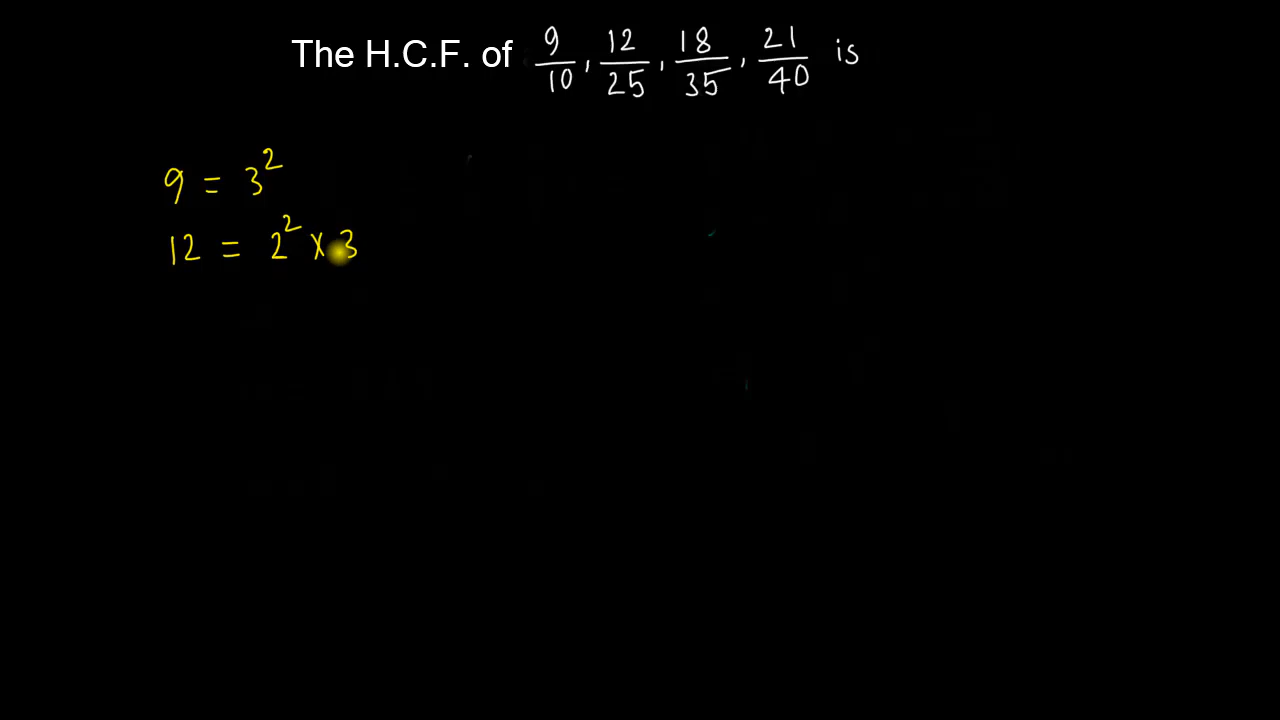 The H.C.F. of 9/10, 12/25, 18/35, 21/40 is
9 = 3²
12 = 2² × 3